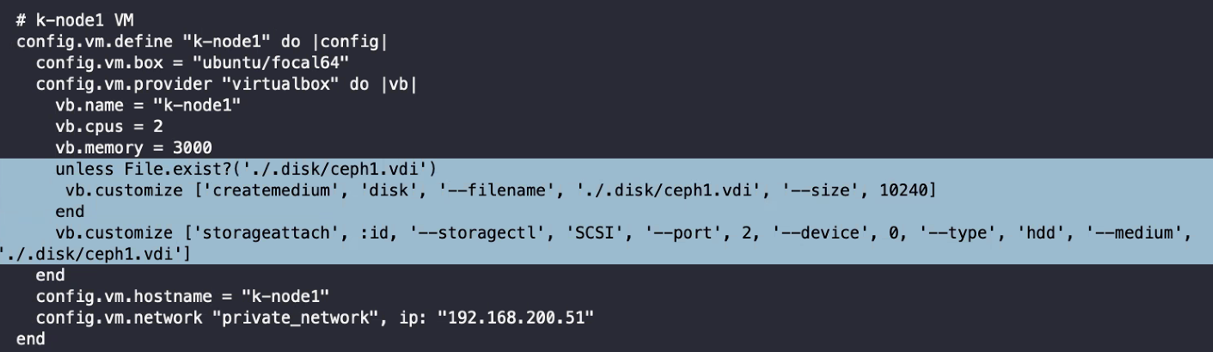 # k-node1 VM
config.vm.define "k-node1" do |config|
config.vm.box = "ubuntu/focal64"
config.vm.provider "virtualbox" do |vb|
vb.name = "k-node1"
vb.cpus = 2
vb.memory = 3000
unless File.exist?('./.disk/ceph1.vdi')
vb.customize ['createmedium', 'disk', '--filename', './.disk/ceph1.vdi', '--size', 10240]
end
vb.customize ['storageattach', :id, '--storagectl', 'SCSI', '--port', 2, '--device', 0, '--type', 'hdd', '--medium',
'./.disk/ceph1.vdi']
end
config.vm.hostname = "k-node1"
config.vm.network "private_network", ip: "192.168.200.51"
end